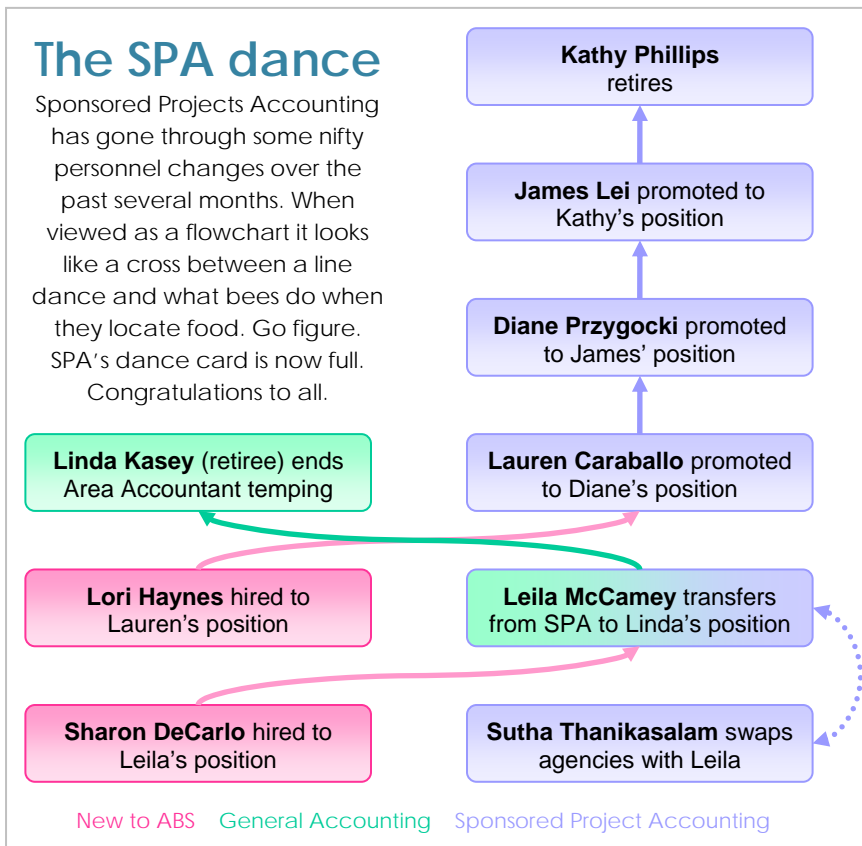 The SPA dance
Sponsored Projects Accounting
has gone through some nifty
personnel changes over the
past several months. When
viewed as a flowchart it looks
like a cross between a line
dance and what bees do when
they locate food. Go figure.
SPA's dance card is now full.
Congratulations to all.
Kathy Phillips
retires
James Lei promoted to
Kathy's position
Diane Przygocki promoted
to James' position
Linda Kasey (retiree) ends
Area Accountant temping
Lauren Caraballo promoted
to Diane's position
Lori Haynes hired to
Lauren's position
Leila McCamey transfers
from SPA to Linda's position
Sharon DeCarlo hired to
Leila's position
Sutha Thanikasalam swaps
agencies with Leila
New to ABS General Accounting Sponsored Project Accounting